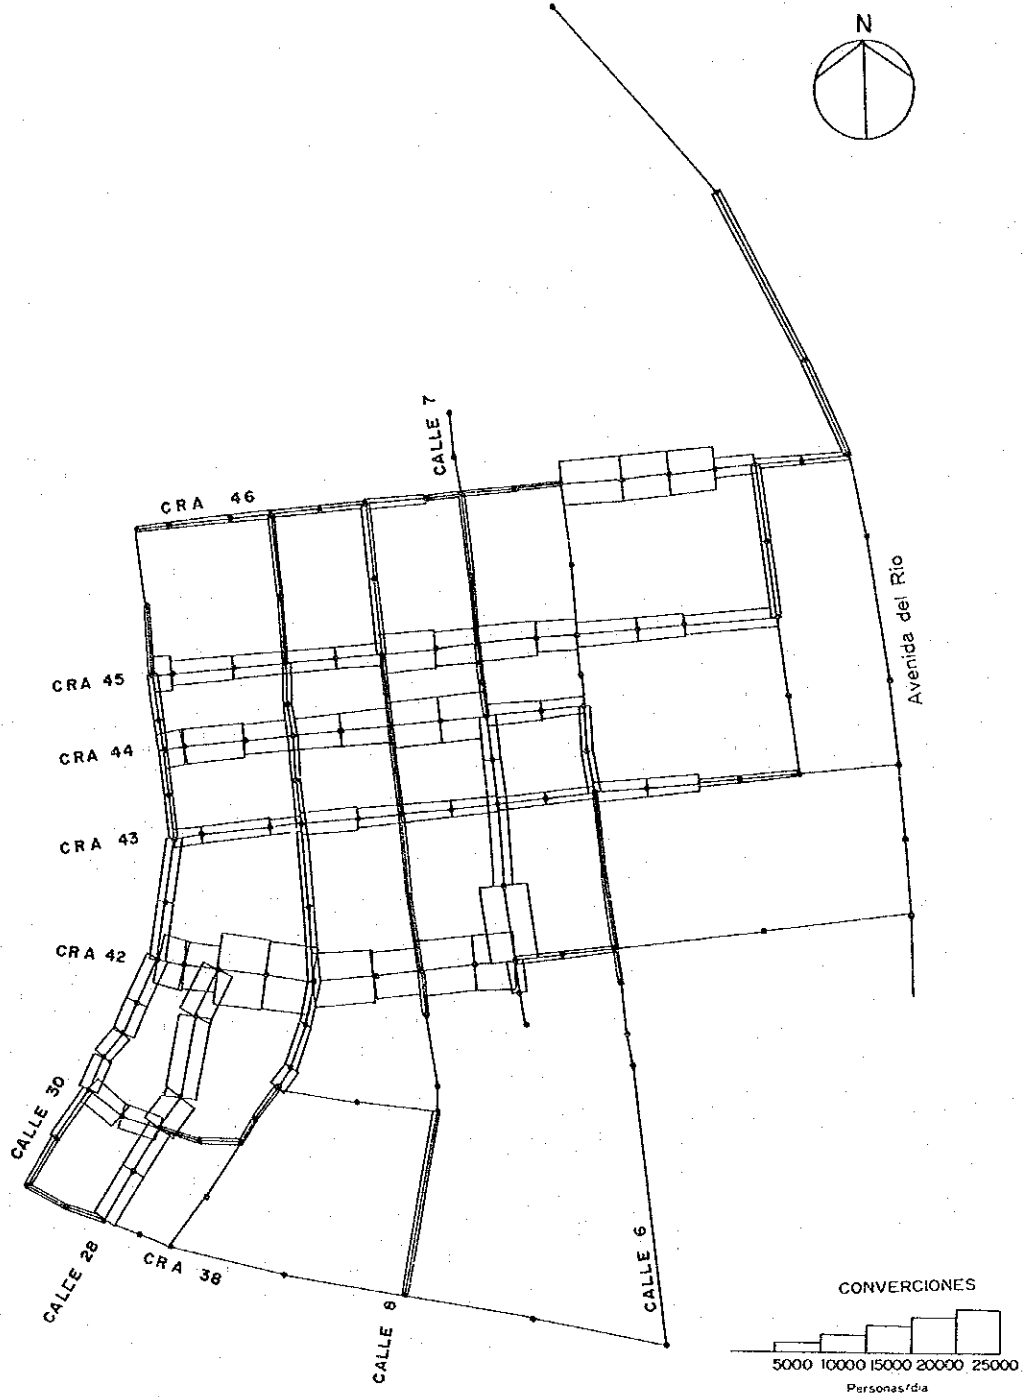 N
CALLE 7
CRA 46
Avenida del Río
CRA 45
CRA 44
CRA 43
CRA 42
CALLE 30
CALLE 28
CRA 38
CALLE 8
CALLE 6
CONVERCIONES
5000 10000 15000 20000 25000
Personas/dia